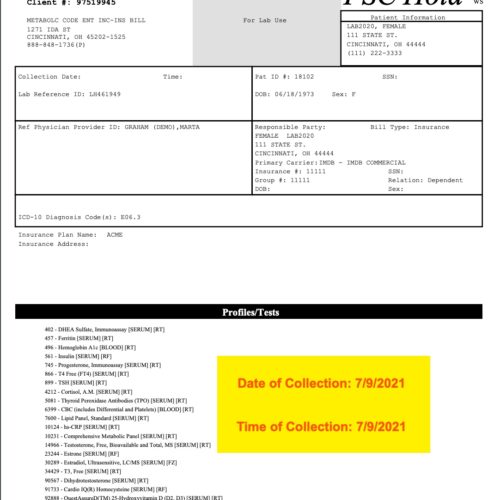 Client #: 97519945
PSC Hold
WS
METABOLC CODE ENT INC-INS BILL
1271 IDA ST
CINCINNATI, OH 45202-1525
888-848-1736(P)
For Lab Use
Patient Information
LAB2020, FEMALE
111 STATE ST.
CINCINNATI, OH 44444
(111) 222-3333
Collection Date: Time:
Lab Reference ID: LH461949
Pat ID #: 18102 SSN:
DOB: 06/18/1973 Sex: F
Ref Physician Provider ID: GRAHAM (DEMO),MARTA
Responsible Party: Bill Type: Insurance
FEMALE LAB2020
111 STATE ST.
CINCINNATI, OH 44444
Primary Carrier: IMDB - IMDB COMMERCIAL
Insurance #: 11111 SSN:
Group #: 11111 Relation: Dependent
DOB: Sex:
ICD-10 Diagnosis Code(s): E06.3
Insurance Plan Name: ACME
Insurance Address:
Profiles/Tests
402 - DHEA Sulfate, Immunoassay [SERUM] [RT]
457 - Ferritin [SERUM] [RT]
496 - Hemoglobin A1c [BLOOD] [RT]
561 - Insulin [SERUM] [RF]
745 - Progesterone, Immunoassay [SERUM] [RT]
866 - T4 Free (FT4) [SERUM] [RT]
899 - TSH [SERUM] [RT]
4212 - Cortisol, A.M. [SERUM] [RT]
5081 - Thyroid Peroxidase Antibodies (TPO) [SERUM] [RT]
6399 - CBC (includes Differential and Platelets) [BLOOD] [RT]
7600 - Lipid Panel, Standard [SERUM] [RT]
10124 - hs-CRP [SERUM] [RT]
10231 - Comprehensive Metabolic Panel [SERUM] [RT]
14966 - Testosterone, Free, Bioavailable and Total, MS [SERUM] [RT]
23244 - Estrone [SERUM] [RF]
30289 - Estradiol, Ultrasensitive, LC/MS [SERUM] [FZ]
34429 - T3, Free [SERUM] [RT]
90567 - Dihydrotestosterone [SERUM] [RT]
91733 - Cardio IQ(R) Homocysteine [SERUM] [RF]
92888 - QuestAssureD(TM) 25-Hydroxyvitamin D (D2, D3) [SERUM] [RT]
Date of Collection: 7/9/2021
Time of Collection: 7/9/2021